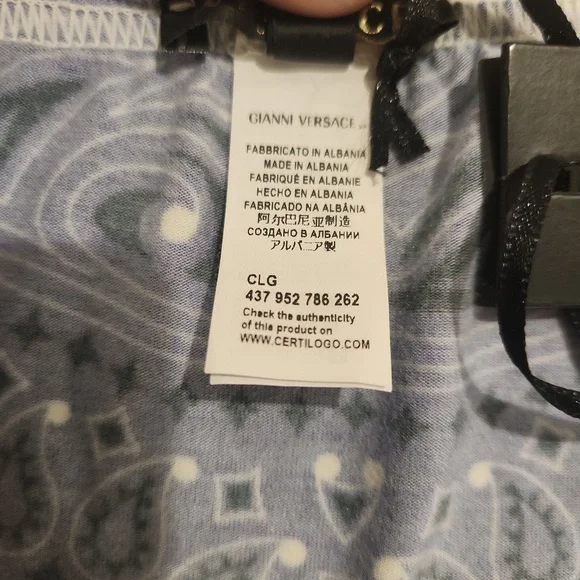 GIANNI VERSACE
FABBRICATO IN ALBANIA
MADE IN ALBANIA
FABRIQUÉ EN ALBANIE
HECHO EN ALBANIA
FABRICADO NA ALBÂNIA
阿尔巴尼亚制造
СОЗДАНО В АЛБАНИИ
アルバニア製
CLG
437 952 786 262
Check the authenticity
of this product on
WWW.CERTILOGO.COM